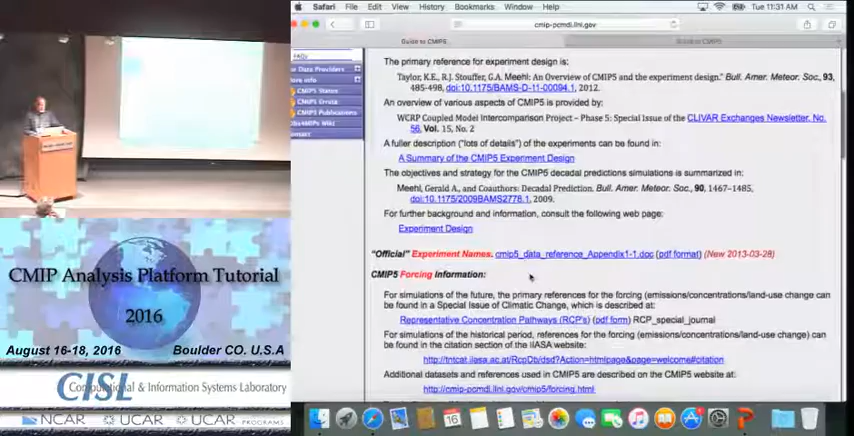 Safari File Edit View History Bookmarks Window Help
Tue 11:31 AM
cmip-pcmdi.llnl.gov
Guide to CMIP5
Guide to CMIP5
FAQs
or Data Providers
ore info
CMIP5 Status
CMIP5 Errata
CMIP5 Publications
The primary reference for experiment design is:
Taylor, K.E., R.J. Stouffer, G.A. Meehl: An Overview of CMIP5 and the experiment design." Bull. Amer. Meteor. Soc., 93,
485-498, doi:10.1175/BAMS-D-11-00094.1, 2012.
An overview of various aspects of CMIP5 is provided by:
WCRP Coupled Model Intercomparison Project – Phase 5: Special Issue of the CLIVAR Exchanges Newsletter, No.
56, Vol. 15, No. 2
A fuller description ("lots of details") of the experiments can be found in:
A Summary of the CMIP5 Experiment Design
The objectives and strategy for the CMIP5 decadal predictions simulations is summarized in:
Meehl, Gerald A., and Coauthors: Decadal Prediction. Bull. Amer. Meteor. Soc., 90, 1467–1485,
doi:10.1175/2009BAMS2778.1, 2009.
For further background and information, consult the following web page:
Experiment Design
"Official" Experiment Names. cmip5_data_reference_Appendix1-1.doc (pdf format) (New 2013-03-28)
CMIP5 Forcing Information:
For simulations of the future, the primary references for the forcing (emissions/concentrations/land-use change can
be found in a Special Issue of Climatic Change, which is described at:
Representative Concentration Pathways (RCP's) (pdf form) RCP_special_journal
For simulations of the historical period, references for the forcing (emissions/concentrations/land-use change) can
be found in the citation section of the IIASA website:
http://tntcat.iiasa.ac.at/RcpDb/dsd?Action=htmlpage&page=welcome#citation
Additional datasets and references used in CMIP5 are described on the CMIP5 website at:
http://cmip-pcmdi.llnl.gov/cmip5/forcing.html
CMIP Analysis Platform Tutorial
2016
August 16-18, 2016 Boulder CO. U.S.A
CISL Computational & Information Systems Laboratory
NCAR UCAR UCAR PROGRAMS
16